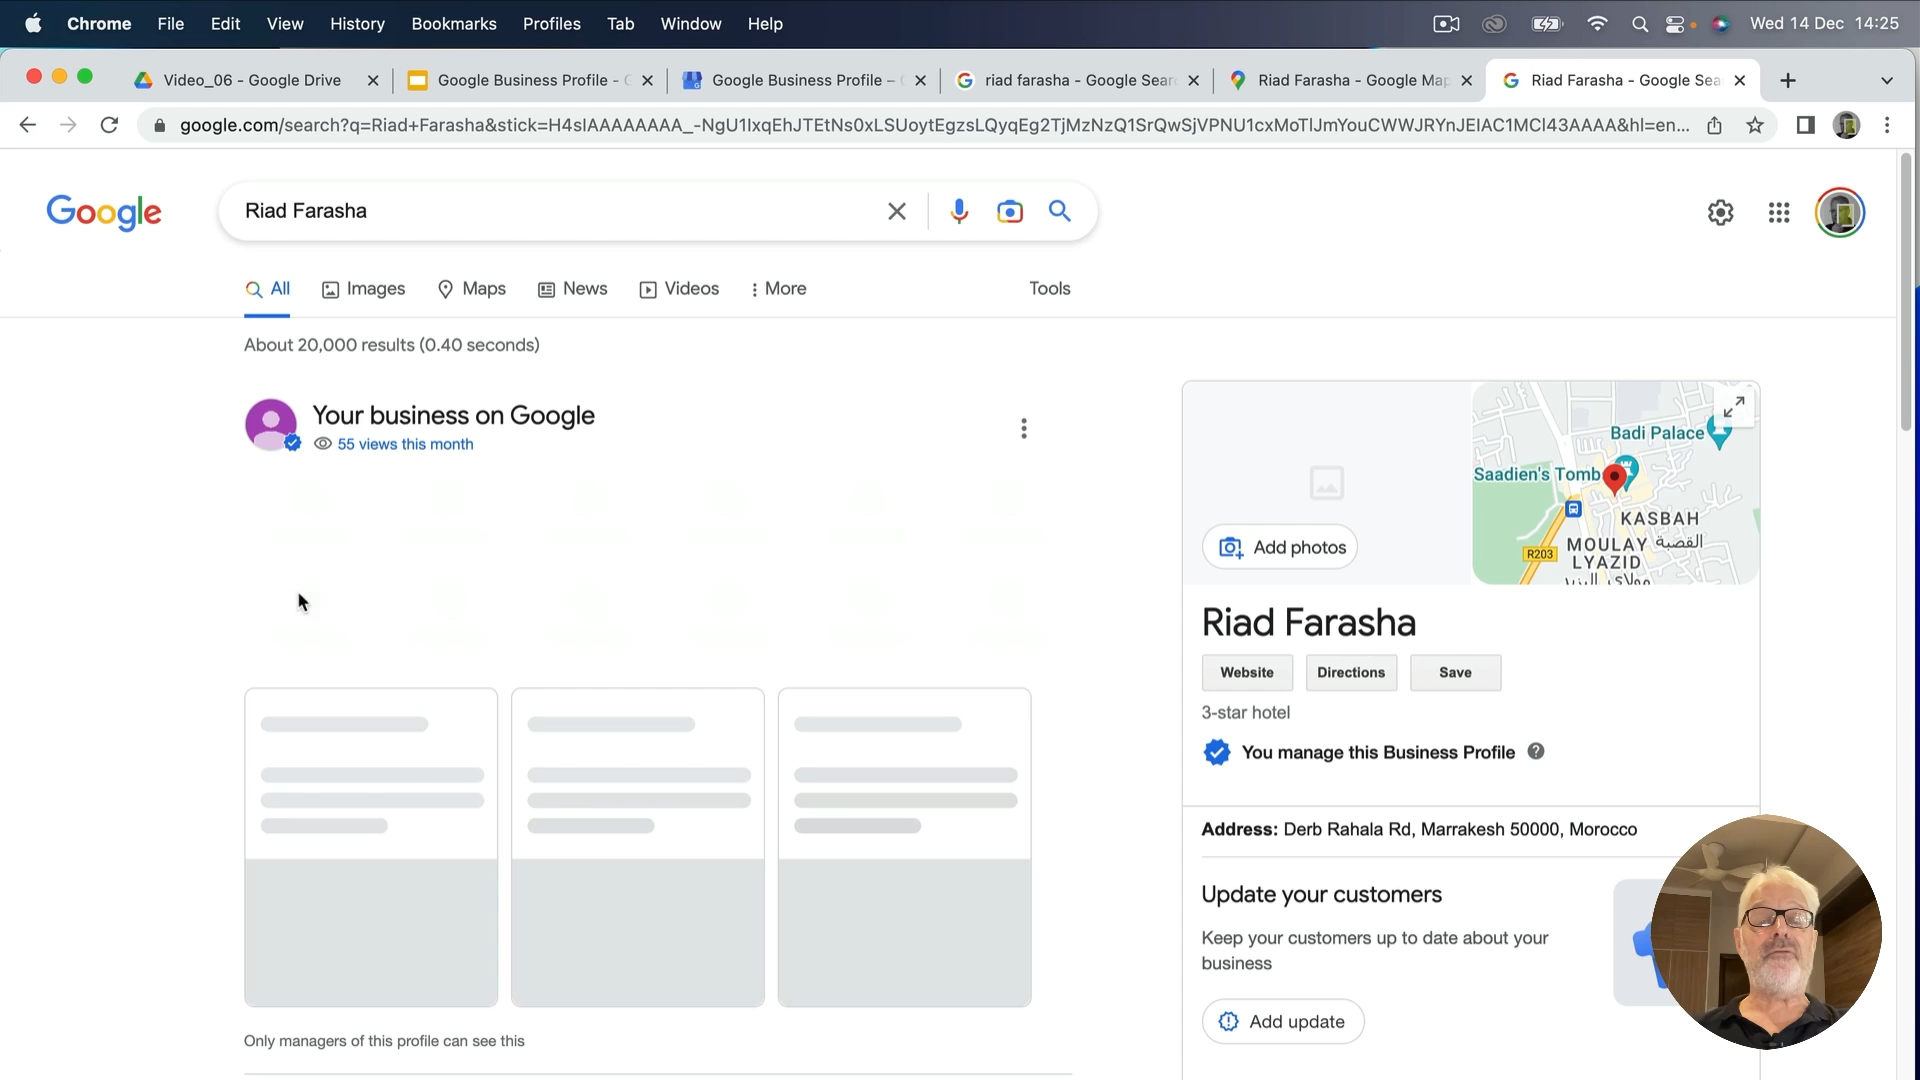 Chrome File Edit View History Bookmarks Profiles Tab Window Help Wed 14 Dec 14:25
Video_06 - Google Drive Google Business Profile - Google Business Profile – riad farasha - Google Sear Riad Farasha - Google Map Riad Farasha - Google Sea
google.com/search?q=Riad+Farasha&stick=
Google
Riad Farasha
All Images Maps News Videos More Tools
About 20,000 results (0.40 seconds)
Your business on Google
55 views this month
Badi Palace
Saadien's Tomb
KASBAH
القصبة
MOULAY
LYAZID
R203
Add photos
Riad Farasha
Website Directions Save
3-star hotel
You manage this Business Profile
Address: Derb Rahala Rd, Marrakesh 50000, Morocco
Update your customers
Keep your customers up to date about your
business
Add update
Only managers of this profile can see this